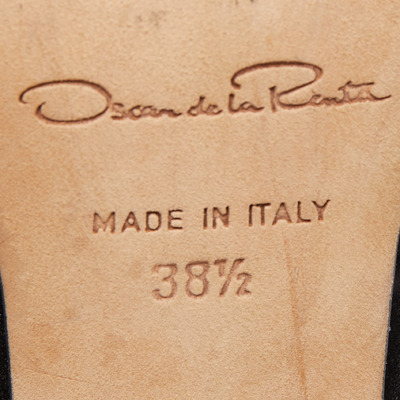 Oscar de la Renta
MADE IN ITALY
38½